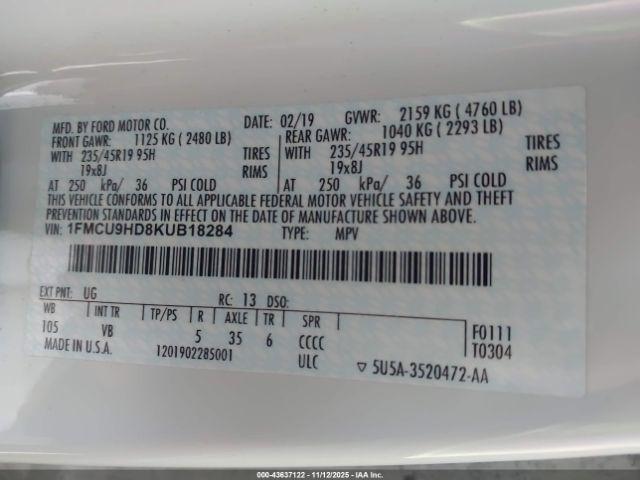 MFD. BY FORD MOTOR CO. DATE: 02/19 GVWR: 2159 KG ( 4760 LB)
FRONT GAWR: 1125 KG ( 2480 LB) REAR GAWR: 1040 KG ( 2293 LB)
WITH 235/45R19 95H TIRES WITH 235/45R19 95H TIRES
19x8J RIMS 19x8J RIMS
AT 250 kPa/ 36 PSI COLD AT 250 kPa/ 36 PSI COLD
THIS VEHICLE CONFORMS TO ALL APPLICABLE FEDERAL MOTOR VEHICLE SAFETY AND THEFT
PREVENTION STANDARDS IN EFFECT ON THE DATE OF MANUFACTURE SHOWN ABOVE.
VIN: 1FMCU9HD8KUB18284 TYPE: MPV
EXT PNT: UG RC: 13 DSO:
WB INT TR TP/PS R AXLE TR SPR F0111
105 VB 5 35 6 CCCC T0304
MADE IN U.S.A. 1201902285001 ULC ▽ 5U5A-3520472-AA
000-43637122 - 11/12/2025 - IAA, Inc.